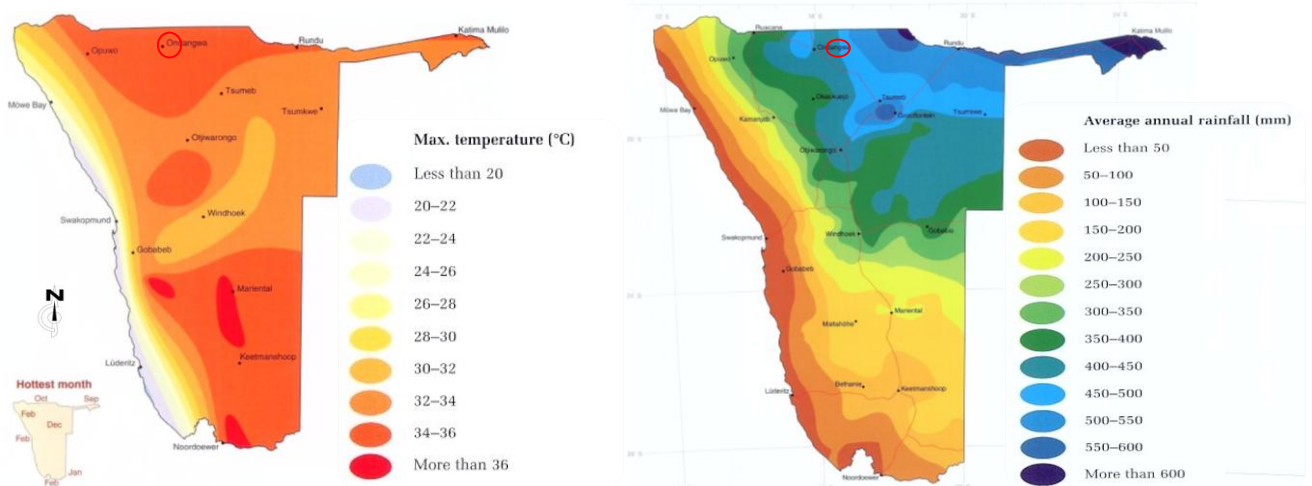 Katima Mulilo
Ondangwa
Rundu
Opuwo
Tsumeb
Tsumkwe
Möwe Bay
Otjiwarongo
Windhoek
Swakopmund
Gobabeb
Mariental
N
Lüderitz
Keetmanshoop
Noordoewer
Hottest month
Oct
Sep
Feb
Dec
Feb
Jan
Feb
Max. temperature (°C)
Less than 20
20–22
22–24
24–26
26–28
28–30
30–32
32–34
34–36
More than 36
Ruacana
Katima Mulilo
Ondangwa
Rundu
Opuwo
Okaukuejo
Tsumeb
Möwe Bay
Kamanjab
Grootfontein
Tsumkwe
Otjiwarongo
Swakopmund
Windhoek
Gobabis
Gobabeb
Mariental
Maltahöhe
Bethanie
Keetmanshoop
Lüderitz
Noordoewer
Average annual rainfall (mm)
Less than 50
50–100
100–150
150–200
200–250
250–300
300–350
350–400
400–450
450–500
500–550
550–600
More than 600